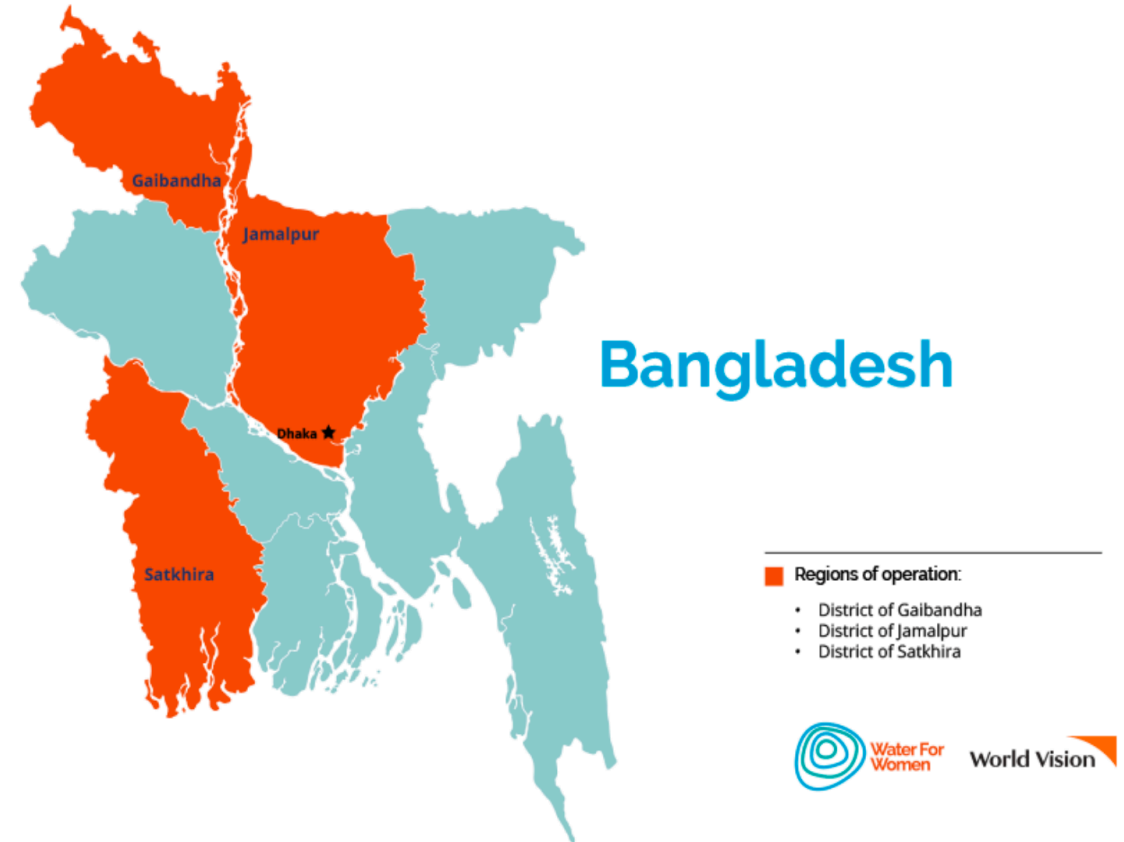 Gaibandha
Jamalpur
Bangladesh
Dhaka
Satkhira
Regions of operation:
• District of Gaibandha
• District of Jamalpur
• District of Satkhira
Water For
Women
World Vision